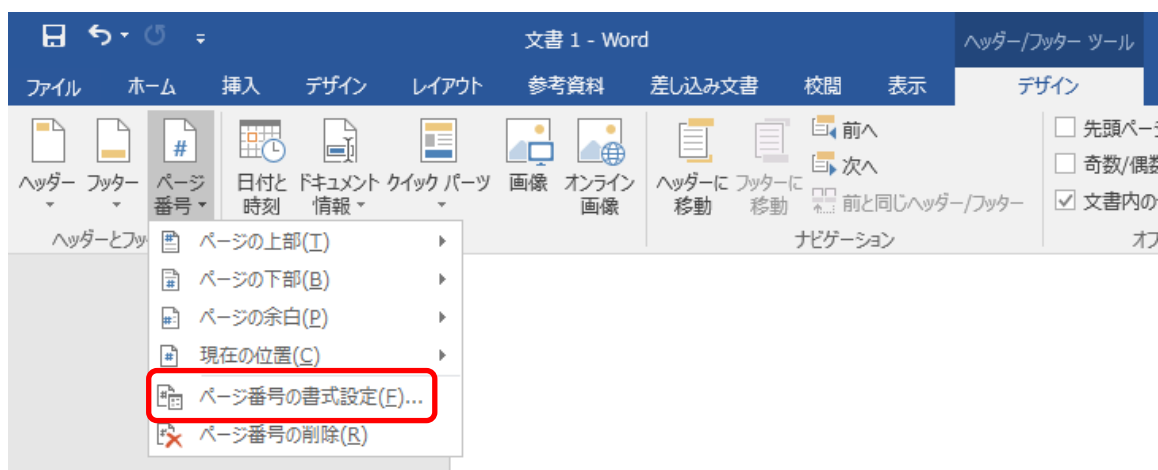 文書 1 - Word
ヘッダー/フッター ツール
ファイル ホーム 挿入 デザイン レイアウト 参考資料 差し込み文書 校閲 表示 デザイン
ヘッダー フッター ページ番号 日付と時刻 ドキュメント情報 クイック パーツ 画像 オンライン画像 ヘッダーに移動 フッターに移動
前へ
次へ
前と同じヘッダー/フッター
先頭ペー
奇数/偶数
文書内の
ヘッダーとフッ
ナビゲーション
オプ
ページの上部(T)
ページの下部(B)
ページの余白(P)
現在の位置(C)
ページ番号の書式設定(F)...
ページ番号の削除(R)